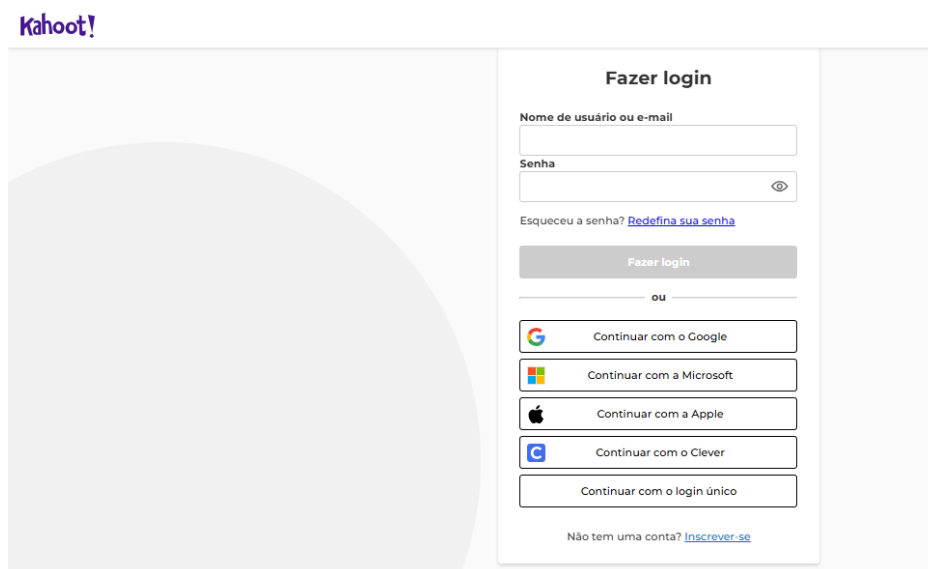 Kahoot!
Fazer login
Nome de usuário ou e-mail
Senha
Esqueceu a senha? Redefina sua senha
Fazer login
ou
Continuar com o Google
Continuar com a Microsoft
Continuar com a Apple
C
Continuar com o Clever
Continuar com o login único
Não tem uma conta? Inscrever-se